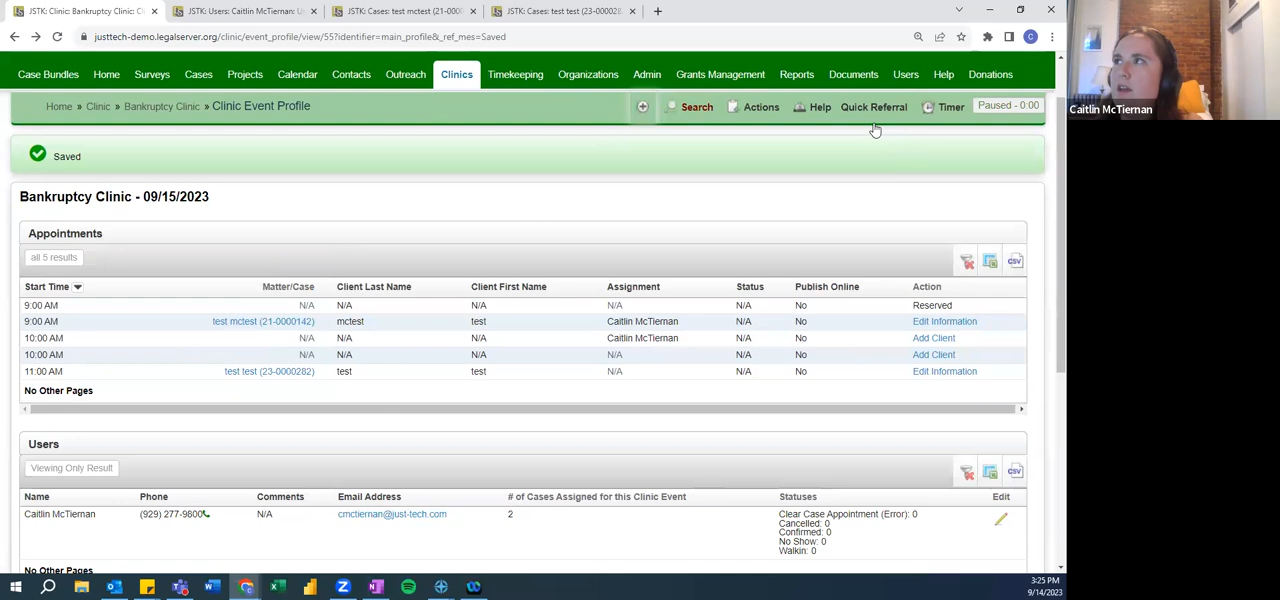 JSTK: Clinic: Bankruptcy Clinic: Cl
JSTK: Users: Caitlin McTiernan: U
JSTK: Cases: test mctest (21-0000
JSTK: Cases: test test (23-0000282
justtech-demo.legalserver.org/clinic/event_profile/view/55?identifier=main_profile&_ref_mes=Saved
C
Case Bundles Home Surveys Cases Projects Calendar Contacts Outreach Clinics Timekeeping Organizations Admin Grants Management Reports Documents Users Help Donations
Home » Clinic » Bankruptcy Clinic » Clinic Event Profile
Search Actions Help Quick Referral Timer Paused - 0:00
Caitlin McTiernan
Saved
Bankruptcy Clinic - 09/15/2023
Appointments
all 5 results
CSV
Start Time Matter/Case Client Last Name Client First Name Assignment Status Publish Online Action
9:00 AM N/A N/A N/A N/A N/A No Reserved
9:00 AM test mctest (21-0000142) mctest test Caitlin McTiernan N/A No Edit Information
10:00 AM N/A N/A N/A Caitlin McTiernan N/A No Add Client
10:00 AM N/A N/A N/A N/A N/A No Add Client
11:00 AM test test (23-0000282) test test N/A N/A No Edit Information
No Other Pages
Users
Viewing Only Result
CSV
Name Phone Comments Email Address # of Cases Assigned for this Clinic Event Statuses Edit
Caitlin McTiernan (929) 277-9800 N/A cmctiernan@just-tech.com 2 Clear Case Appointment (Error): 0
Cancelled: 0
Confirmed: 0
No Show: 0
Walkin: 0
No Other Pages
3:25 PM
9/14/2023